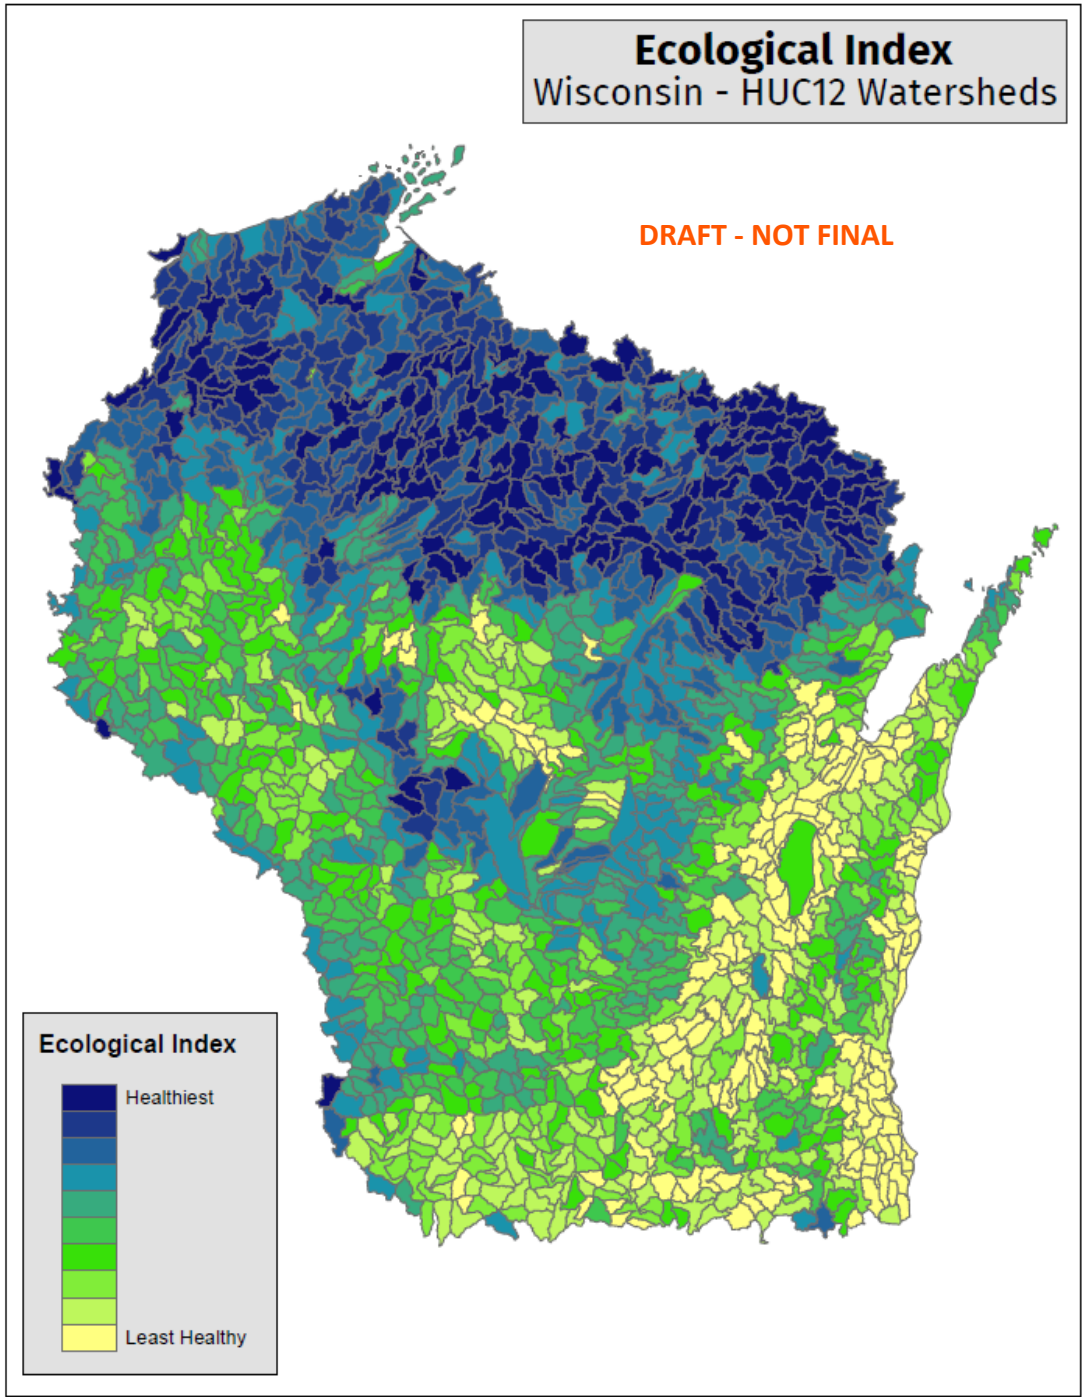 Ecological Index
Wisconsin - HUC12 Watersheds
DRAFT - NOT FINAL
Ecological Index
Healthiest
Least Healthy